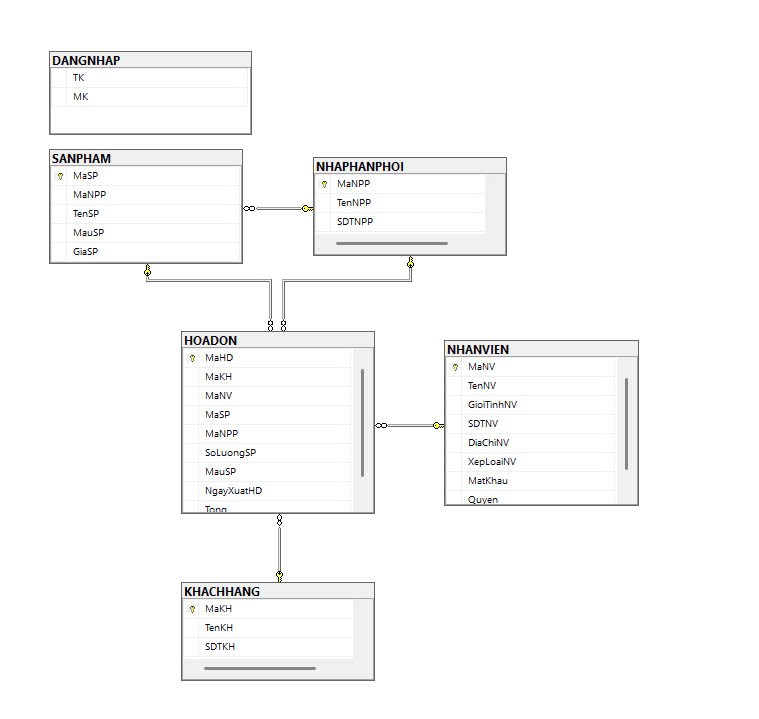 DANGNHAP
TK
MK
SANPHAM
MaSP
MaNPP
TenSP
MauSP
GiaSP
NHAPHANPHOI
MaNPP
TenNPP
SDTNPP
HOADON
MaHD
MaKH
MaNV
MaSP
MaNPP
SoLuongSP
MauSP
NgayXuatHD
Tong
NHANVIEN
MaNV
TenNV
GioiTinhNV
SDTNV
DiaChiNV
XepLoaiNV
MatKhau
Quyen
KHACHHANG
MaKH
TenKH
SDTKH